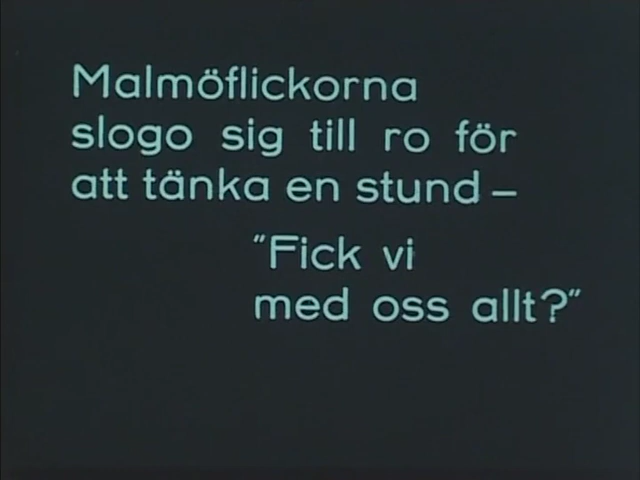 Malmöflickorna
slogo sig till ro för
att tänka en stund –
"Fick vi
med oss allt?"